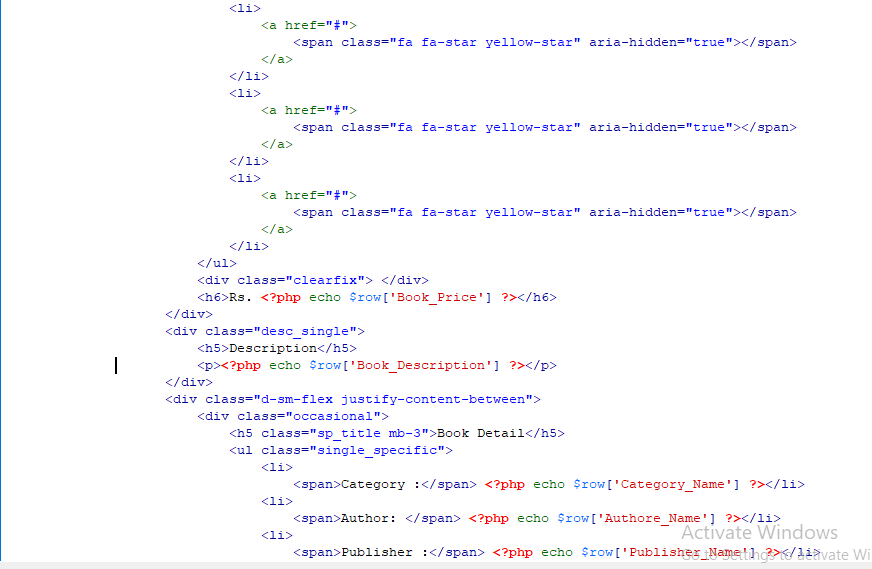 <li>
<a href="#">
<span class="fa fa-star yellow-star" aria-hidden="true"></span>
</a>
</li>
<li>
<a href="#">
<span class="fa fa-star yellow-star" aria-hidden="true"></span>
</a>
</li>
<li>
<a href="#">
<span class="fa fa-star yellow-star" aria-hidden="true"></span>
</a>
</li>
</ul>
<div class="clearfix"> </div>
<h6>Rs. <?php echo $row['Book_Price'] ?></h6>
</div>
<div class="desc_single">
<h5>Description</h5>
<p><?php echo $row['Book_Description'] ?></p>
</div>
<div class="d-sm-flex justify-content-between">
<div class="occasional">
<h5 class="sp_title mb-3">Book Detail</h5>
<ul class="single_specific">
<li>
<span>Category :</span> <?php echo $row['Category_Name'] ?></li>
<li>
<span>Author: </span> <?php echo $row['Authore_Name'] ?></li>
<li>
<span>Publisher :</span> <?php echo $row['Publisher_Name'] ?></li>
Activate Windows
Go to Settings to activate Wi